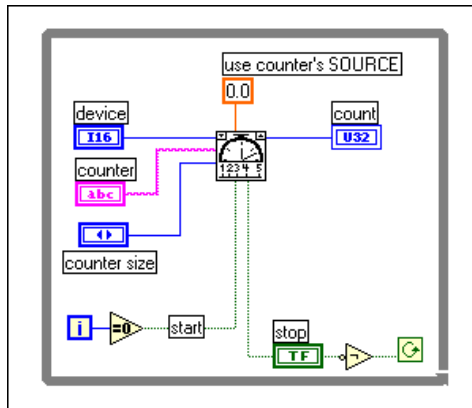 use counter's SOURCE
0.0
device
count
I16
U32
1234 5
counter
abc
counter size
i
=0
start
stop
TF